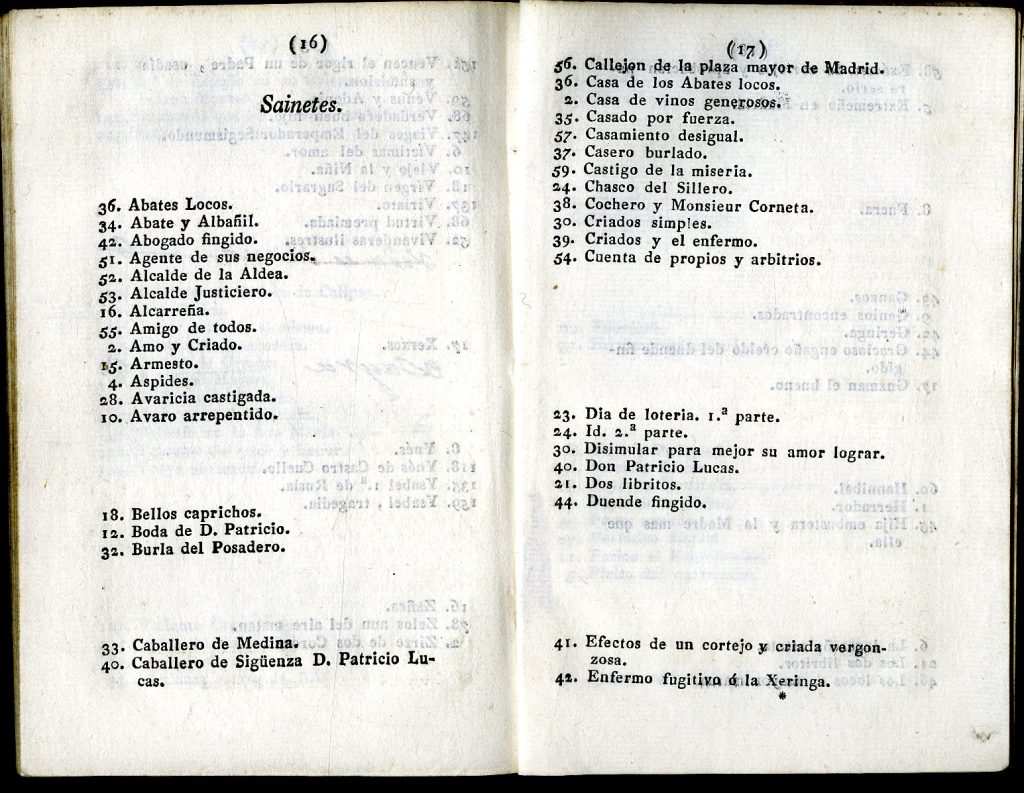 (16)
Sainetes.
36. Abates Locos.
34. Abate y Albañil.
42. Abogado fingido.
51. Agente de sus negocios.
52. Alcalde de la Aldea.
53. Alcalde Justiciero.
16. Alcarreña.
55. Amigo de todos.
2. Amo y Criado.
15. Armesto.
4. Aspides.
28. Avaricia castigada.
10. Avaro arrepentido.
18. Bellos caprichos.
12. Boda de D. Patricio.
32. Burla del Posadero.
33. Caballero de Medina.
40. Caballero de Sigüenza D. Patricio Lu-
cas.
(17)
56. Callejon de la plaza mayor de Madrid.
36. Casa de los Abates locos.
2. Casa de vinos generosos.
35. Casado por fuerza.
57. Casamiento desigual.
37. Casero burlado.
59. Castigo de la miseria.
24. Chasco del Sillero.
38. Cochero y Monsieur Corneta.
30. Criados simples.
39. Criados y el enfermo.
54. Cuenta de propios y arbitrios.
23. Dia de loteria. 1.ª parte.
24. Id. 2.ª parte.
30. Disimular para mejor su amor lograr.
40. Don Patricio Lucas.
21. Dos libritos.
44. Duende fingido.
41. Efectos de un cortejo y criada vergon-
zosa.
42. Enfermo fugitivo ó la Xeringa.
*